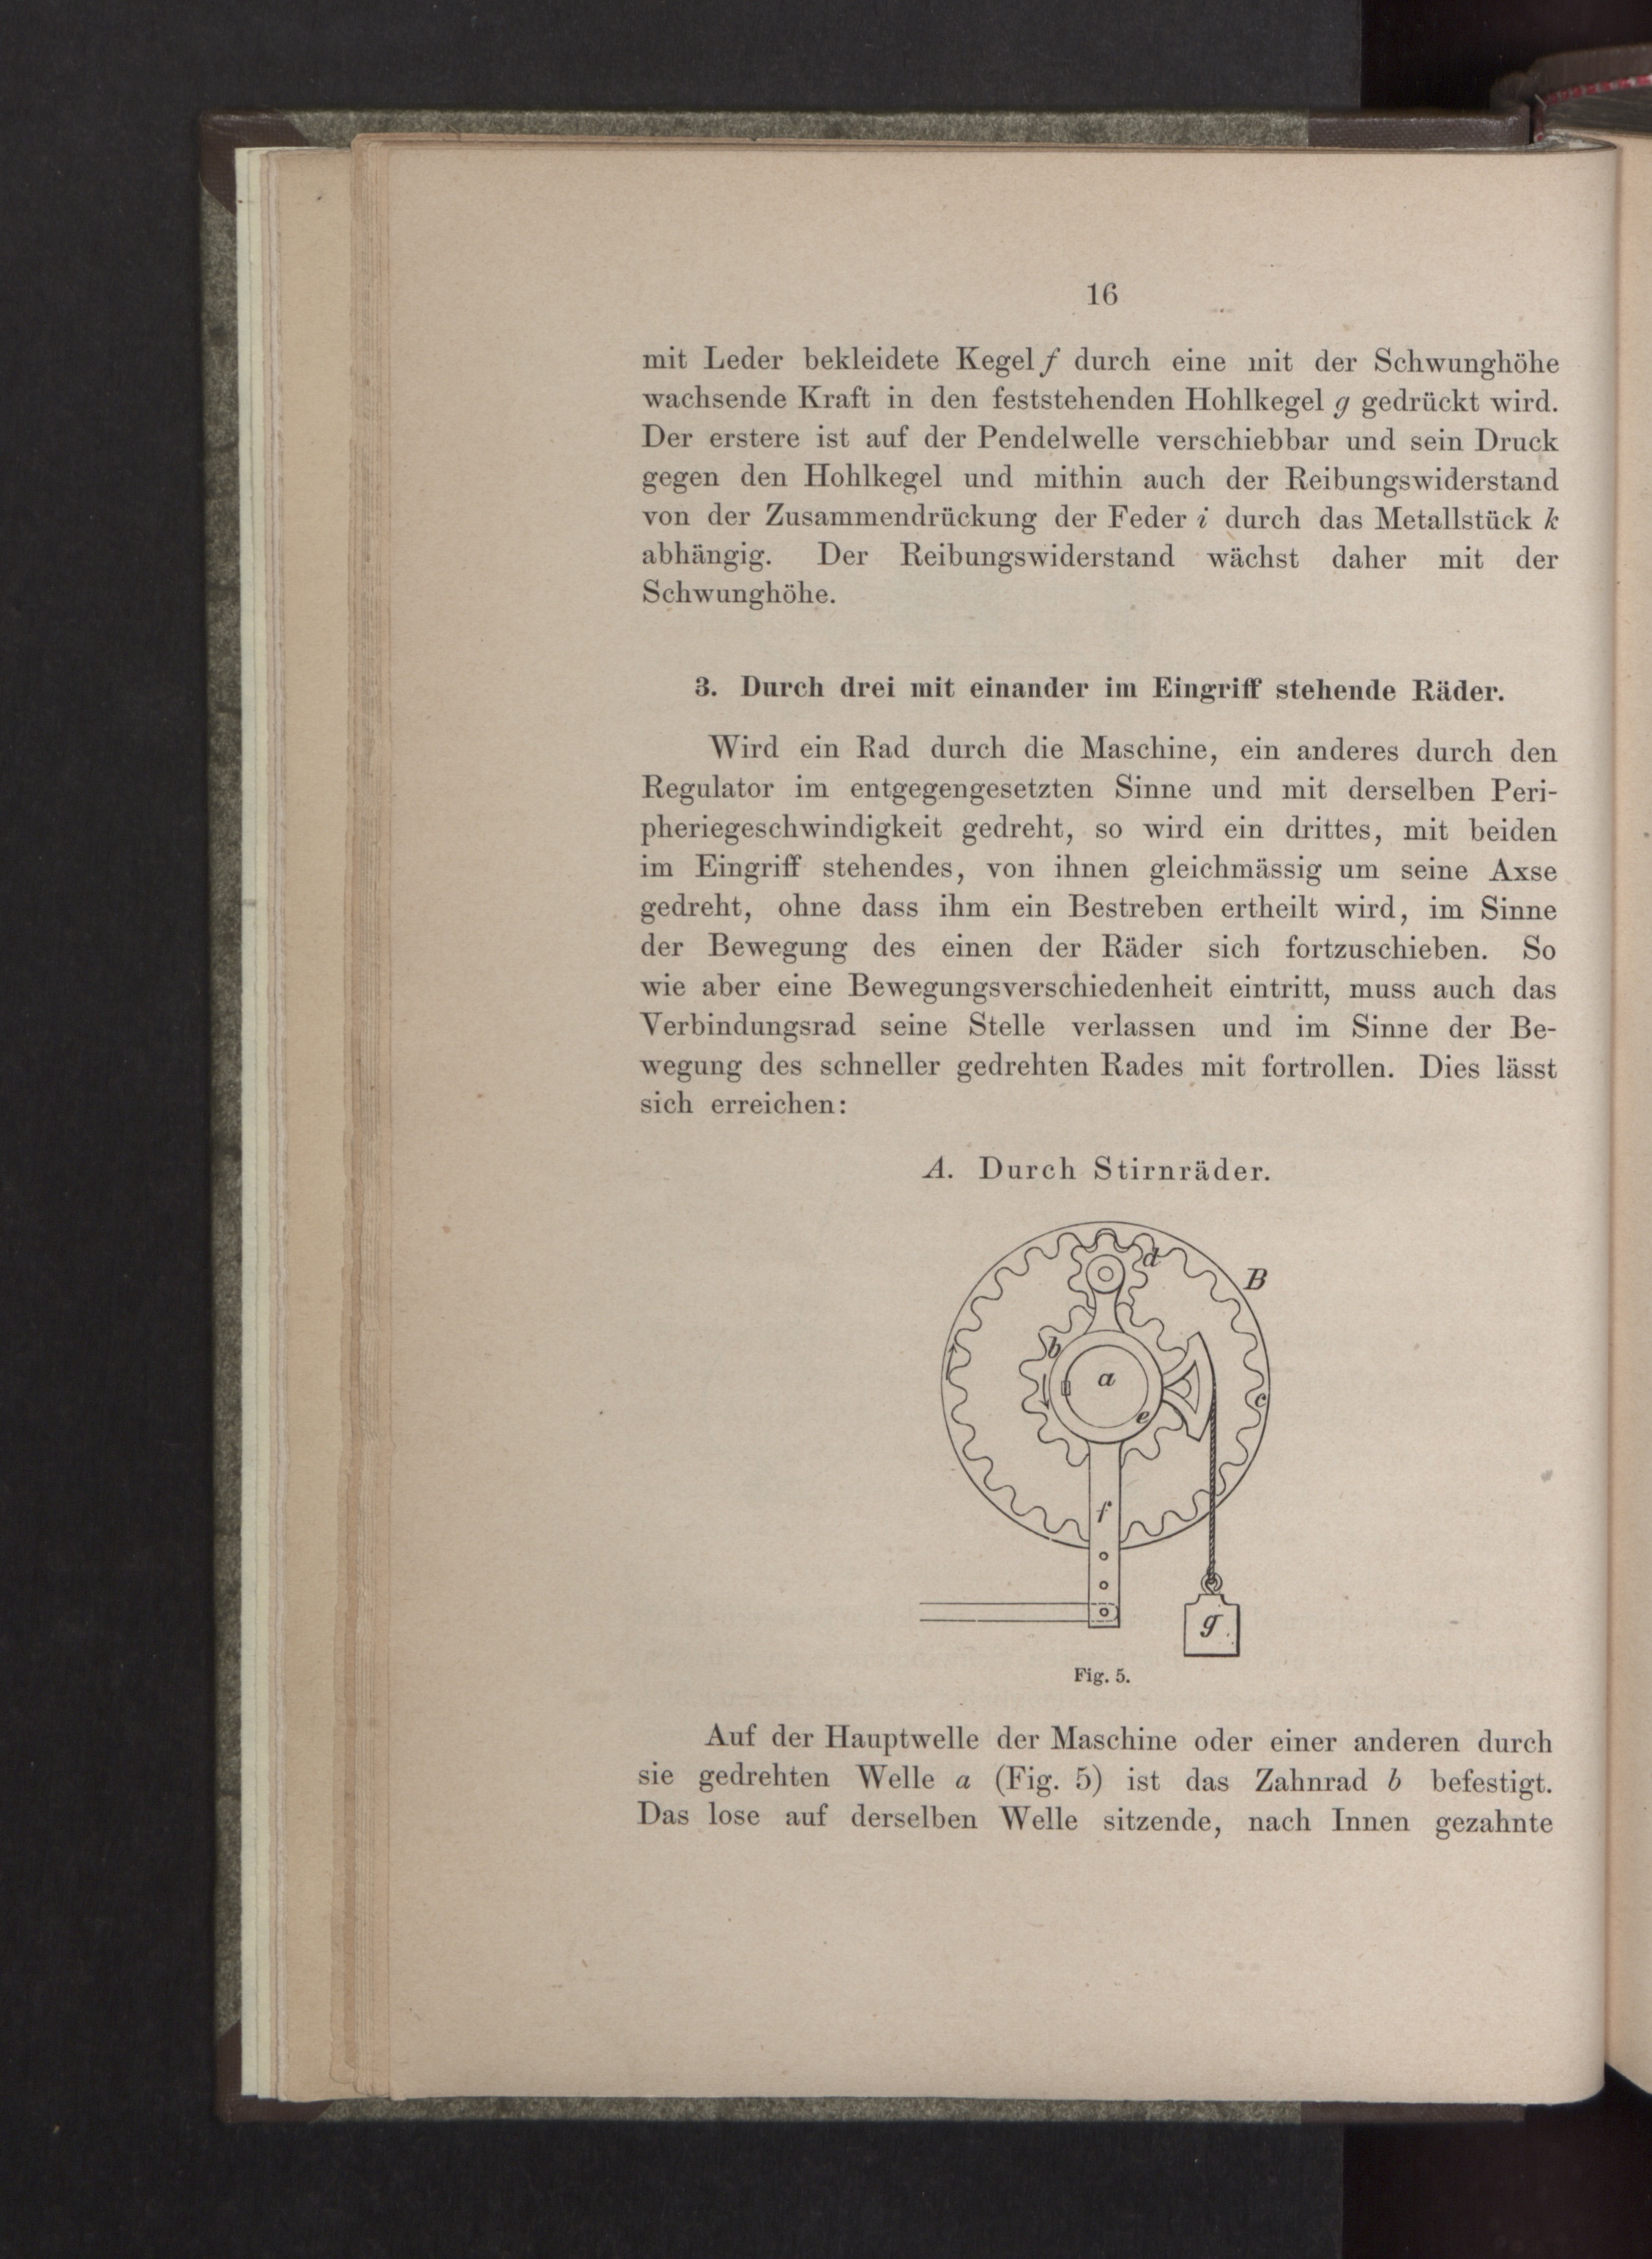 16
mit Leder bekleidete Kegel f durch eine mit der Schwunghöhe
wachsende Kraft in den feststehenden Hohlkegel g gedrückt wird.
Der erstere ist auf der Pendelwelle verschiebbar und sein Druck
gegen den Hohlkegel und mithin auch der Reibungswiderstand
von der Zusammendrückung der Feder i durch das Metallstück k
abhängig. Der Reibungswiderstand wächst daher mit der
Schwunghöhe.
3. Durch drei mit einander im Eingriff stehende Räder.
Wird ein Rad durch die Maschine, ein anderes durch den
Regulator im entgegengesetzten Sinne und mit derselben Peri-
pheriegeschwindigkeit gedreht, so wird ein drittes, mit beiden
im Eingriff stehendes, von ihnen gleichmässig um seine Axse
gedreht, ohne dass ihm ein Bestreben ertheilt wird, im Sinne
der Bewegung des einen der Räder sich fortzuschieben. So
wie aber eine Bewegungsverschiedenheit eintritt, muss auch das
Verbindungsrad seine Stelle verlassen und im Sinne der Be-
wegung des schneller gedrehten Rades mit fortrollen. Dies lässt
sich erreichen:
A. Durch Stirnräder.
d
B
b
a
c
e
f
g.
Fig. 5.
Auf der Hauptwelle der Maschine oder einer anderen durch
sie gedrehten Welle a (Fig. 5) ist das Zahnrad b befestigt.
Das lose auf derselben Welle sitzende, nach Innen gezahnte